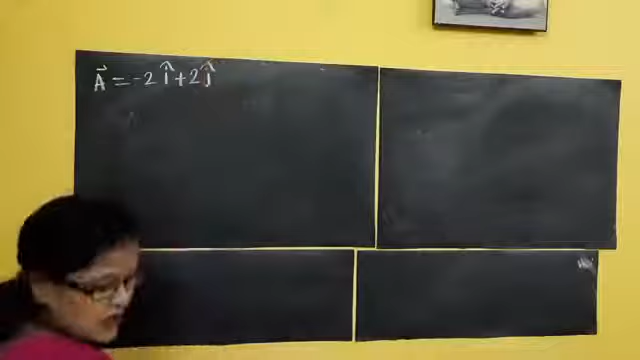 A⃗ = -2 î + 2 ĵ